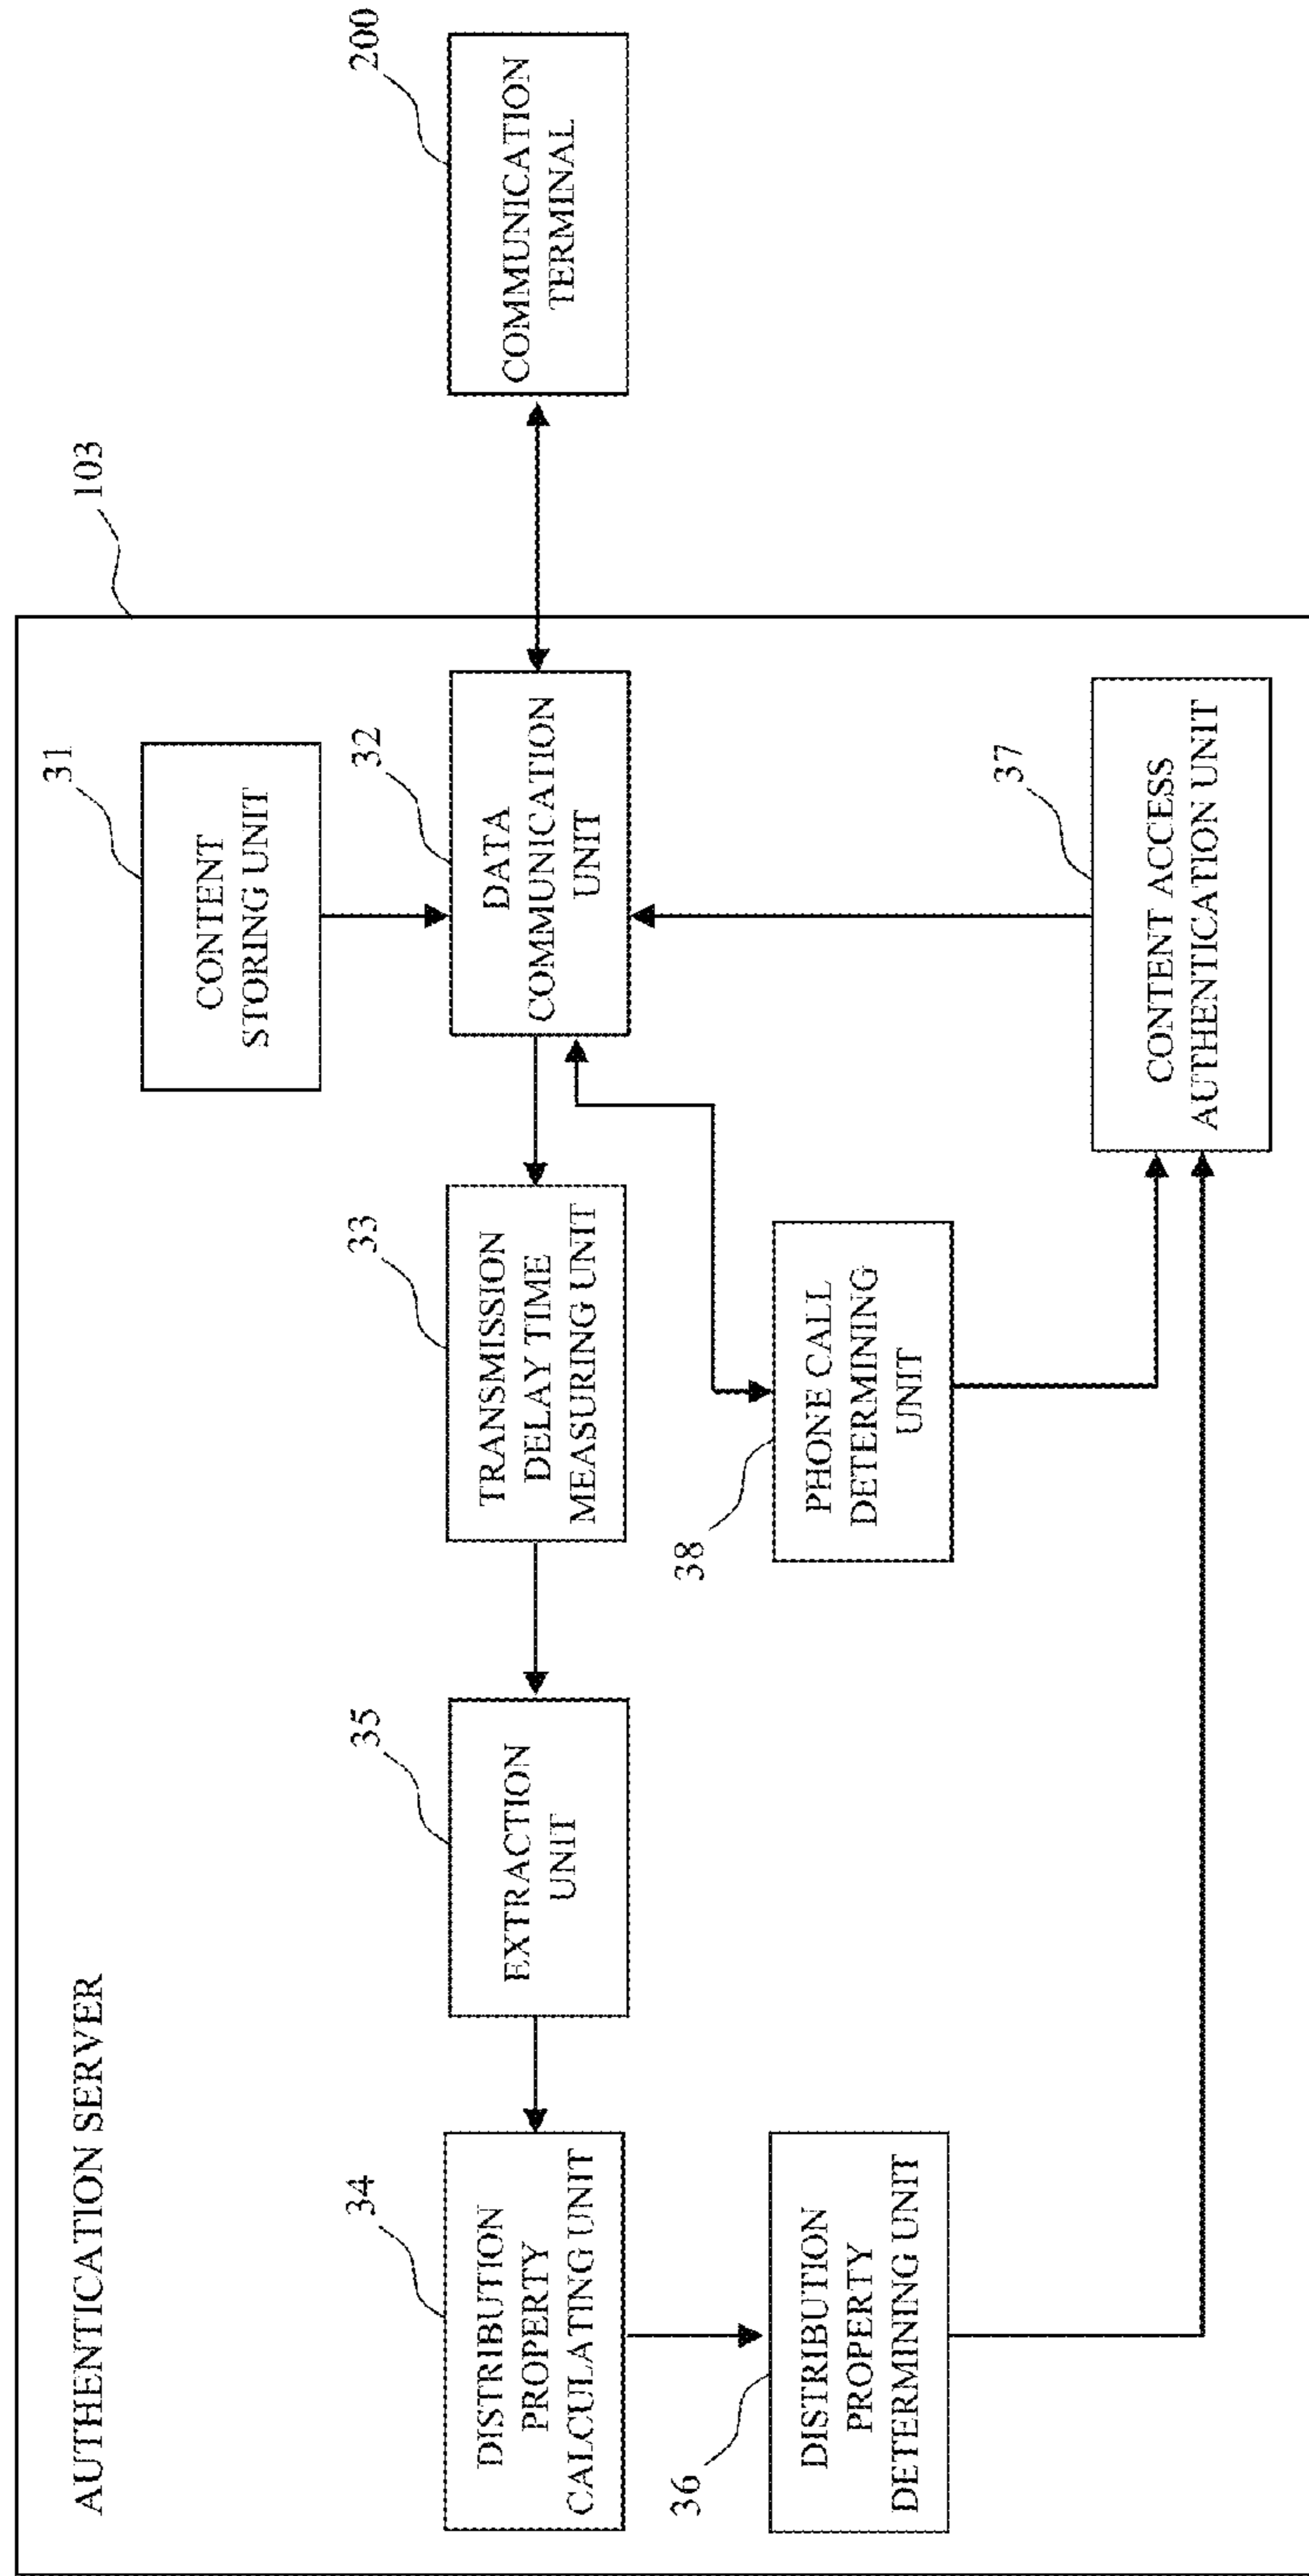 AUTHENTICATION SERVER
103
31
CONTENT
STORING UNIT
34
DISTRIBUTION
PROPERTY
CALCULATING UNIT
35
EXTRACTION
UNIT
33
TRANSMISSION
DELAY TIME
MEASURING UNIT
32
DATA
COMMUNICATION
UNIT
200
COMMUNICATION
TERMINAL
36
DISTRIBUTION
PROPERTY
DETERMINING UNIT
38
PHONE CALL
DETERMINING
UNIT
37
CONTENT ACCESS
AUTHENTICATION UNIT